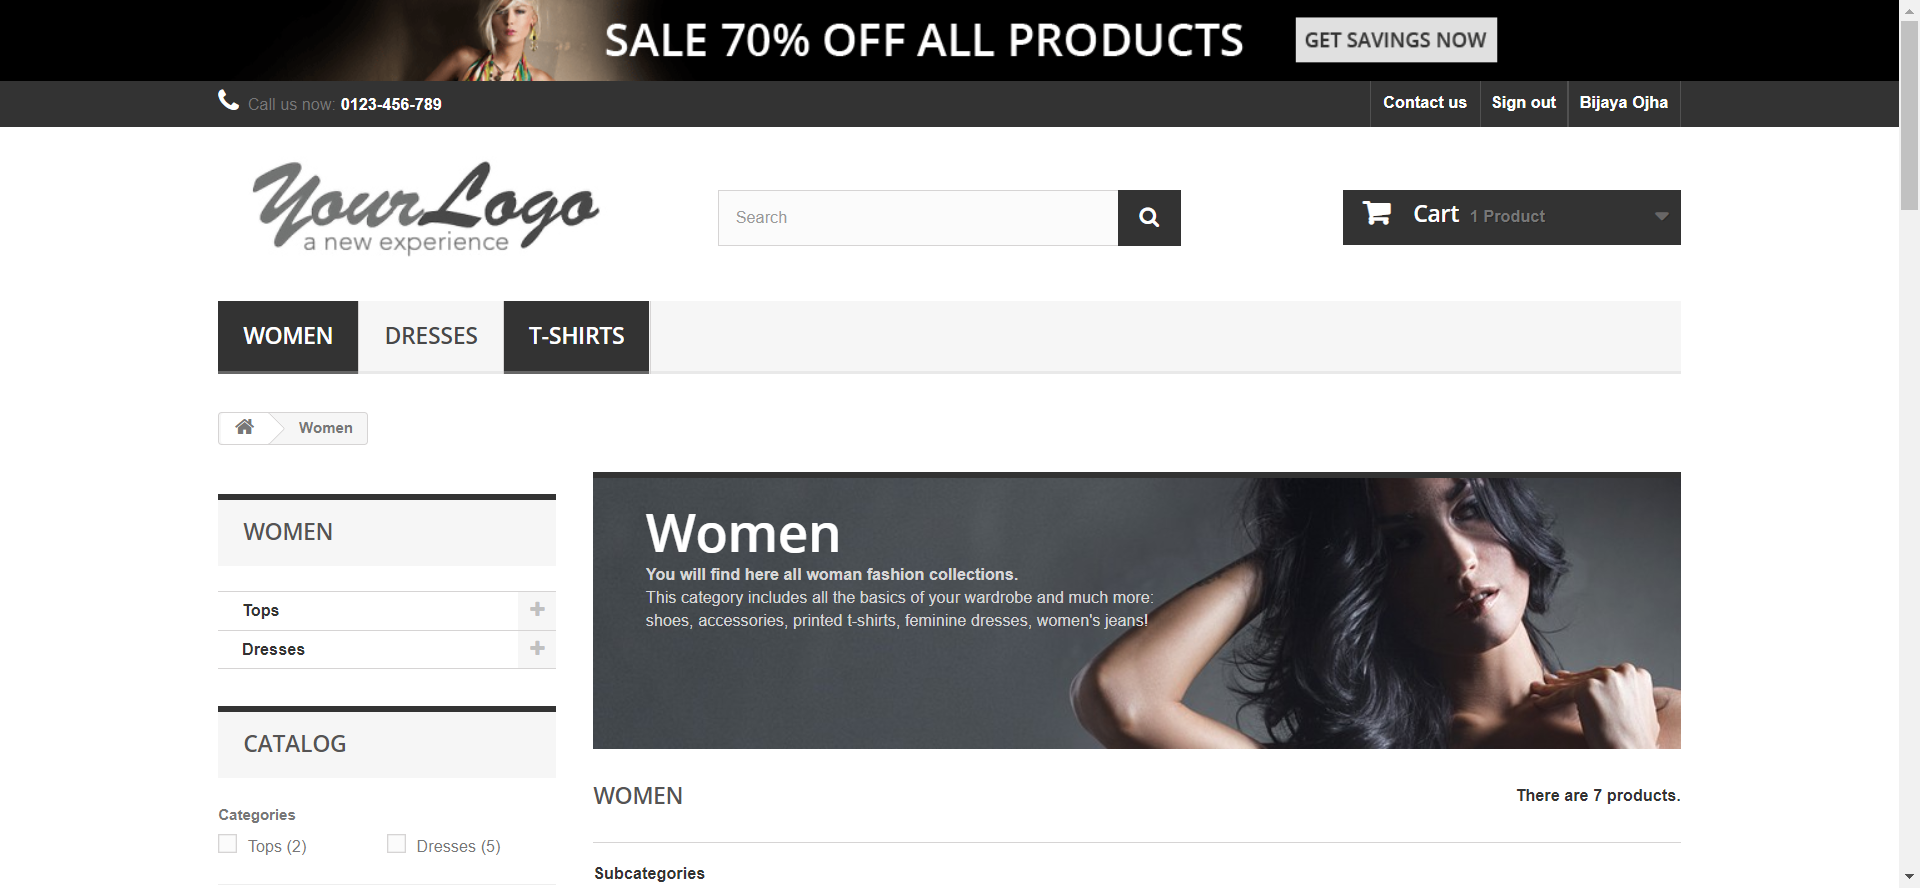 SALE 70% OFF ALL PRODUCTS GET SAVINGS NOW
Call us now: 0123-456-789 Contact us Sign out Bijaya Ojha
YourLogo
a new experience
Search
Cart 1 Product
WOMEN DRESSES T-SHIRTS
Women
WOMEN
Tops
Dresses
CATALOG
Categories
Tops (2) Dresses (5)
Women
You will find here all woman fashion collections.
This category includes all the basics of your wardrobe and much more:
shoes, accessories, printed t-shirts, feminine dresses, women's jeans!
WOMEN There are 7 products.
Subcategories